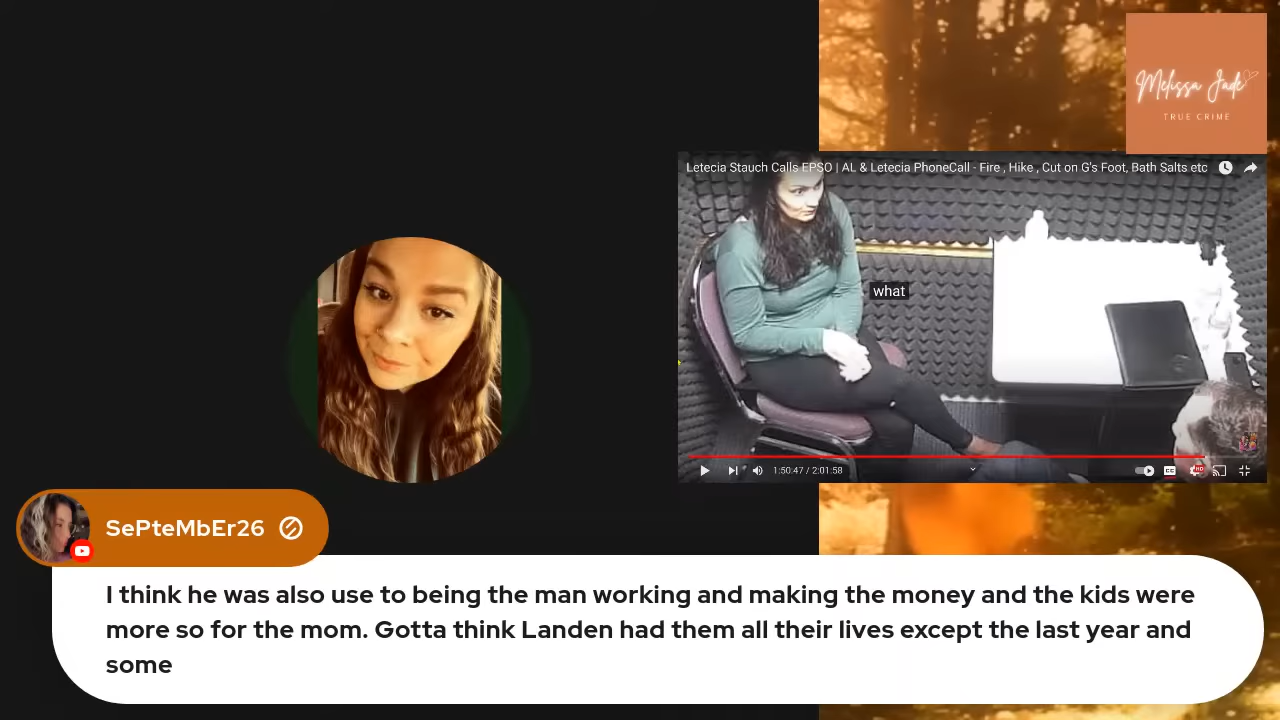 Melissa Jade
TRUE CRIME
Letecia Stauch Calls EPSO | AL & Letecia PhoneCall - Fire , Hike , Cut on G's Foot, Bath Salts etc
what
1:50:47 / 2:01:58
CC
HD
SePteMbEr26
I think he was also use to being the man working and making the money and the kids were
more so for the mom. Gotta think Landen had them all their lives except the last year and
some